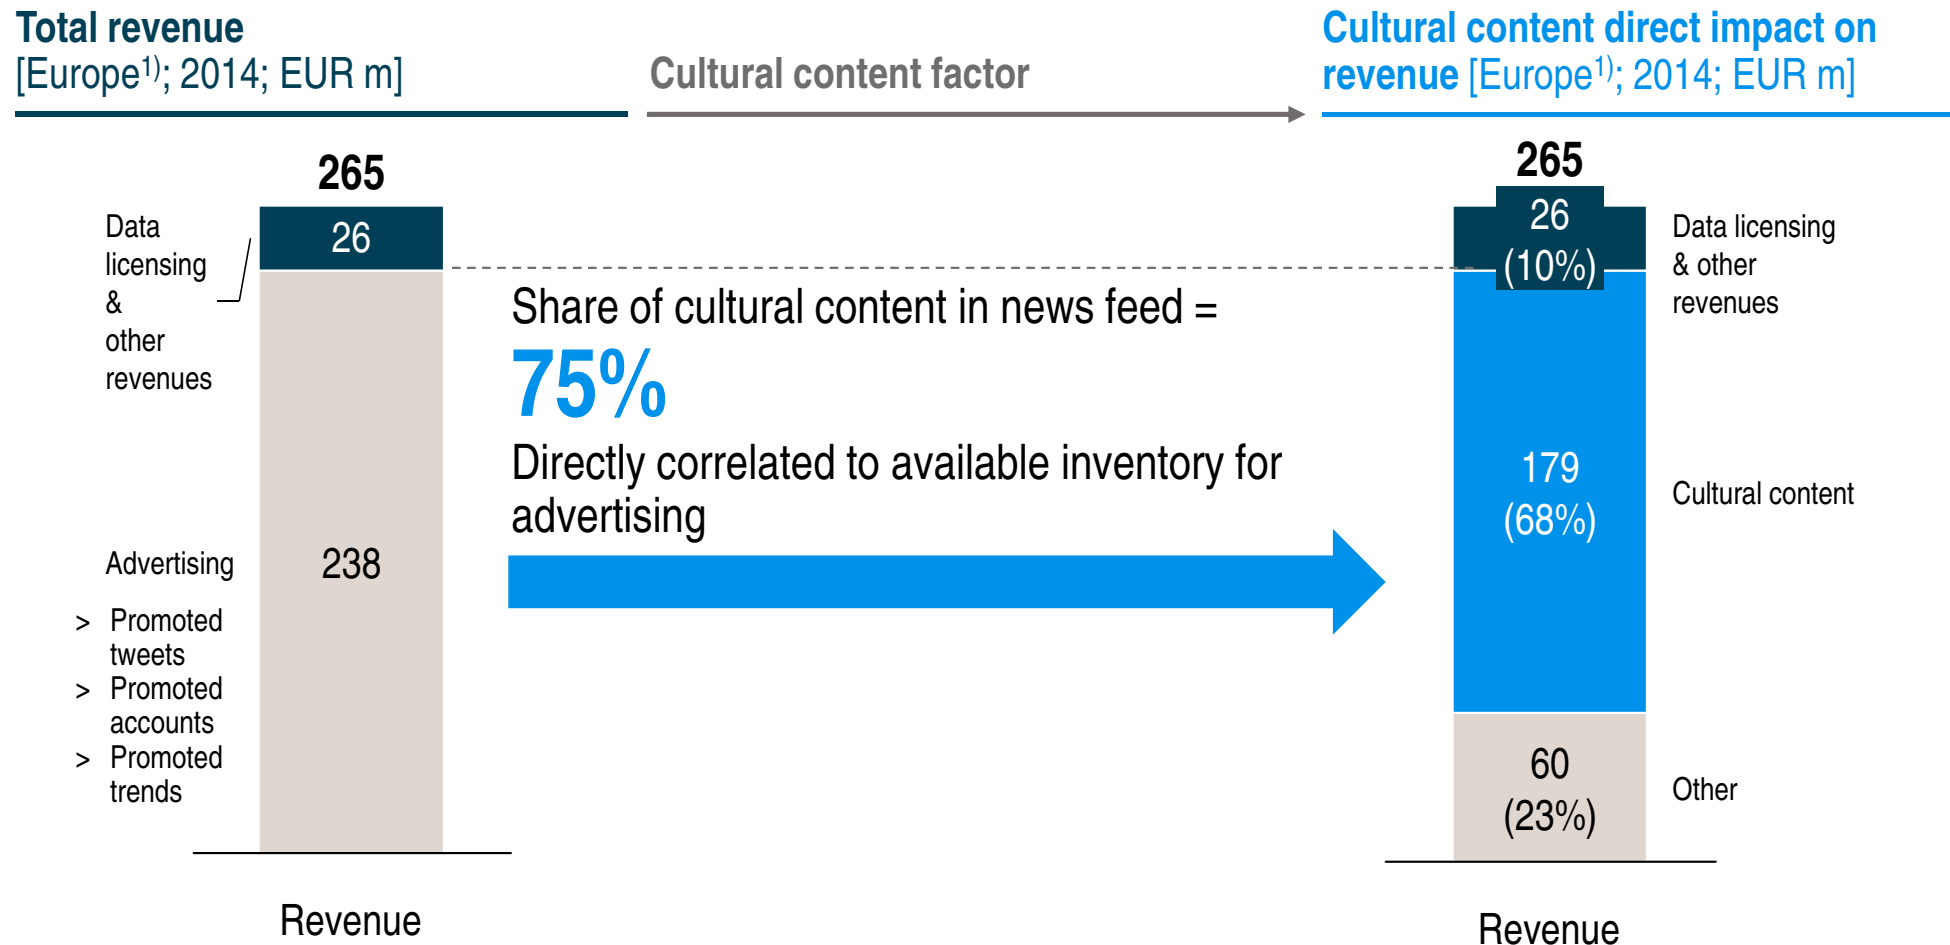 Total revenue
[Europe1); 2014; EUR m]
Cultural content factor
Cultural content direct impact on
revenue [Europe1); 2014; EUR m]
265
26
Data
licensing
&
other
revenues
238
Advertising
> Promoted
tweets
> Promoted
accounts
> Promoted
trends
Revenue
Share of cultural content in news feed =
75%
Directly correlated to available inventory for
advertising
265
26
(10%)
Data licensing
& other
revenues
179
(68%)
Cultural content
60
(23%)
Other
Revenue